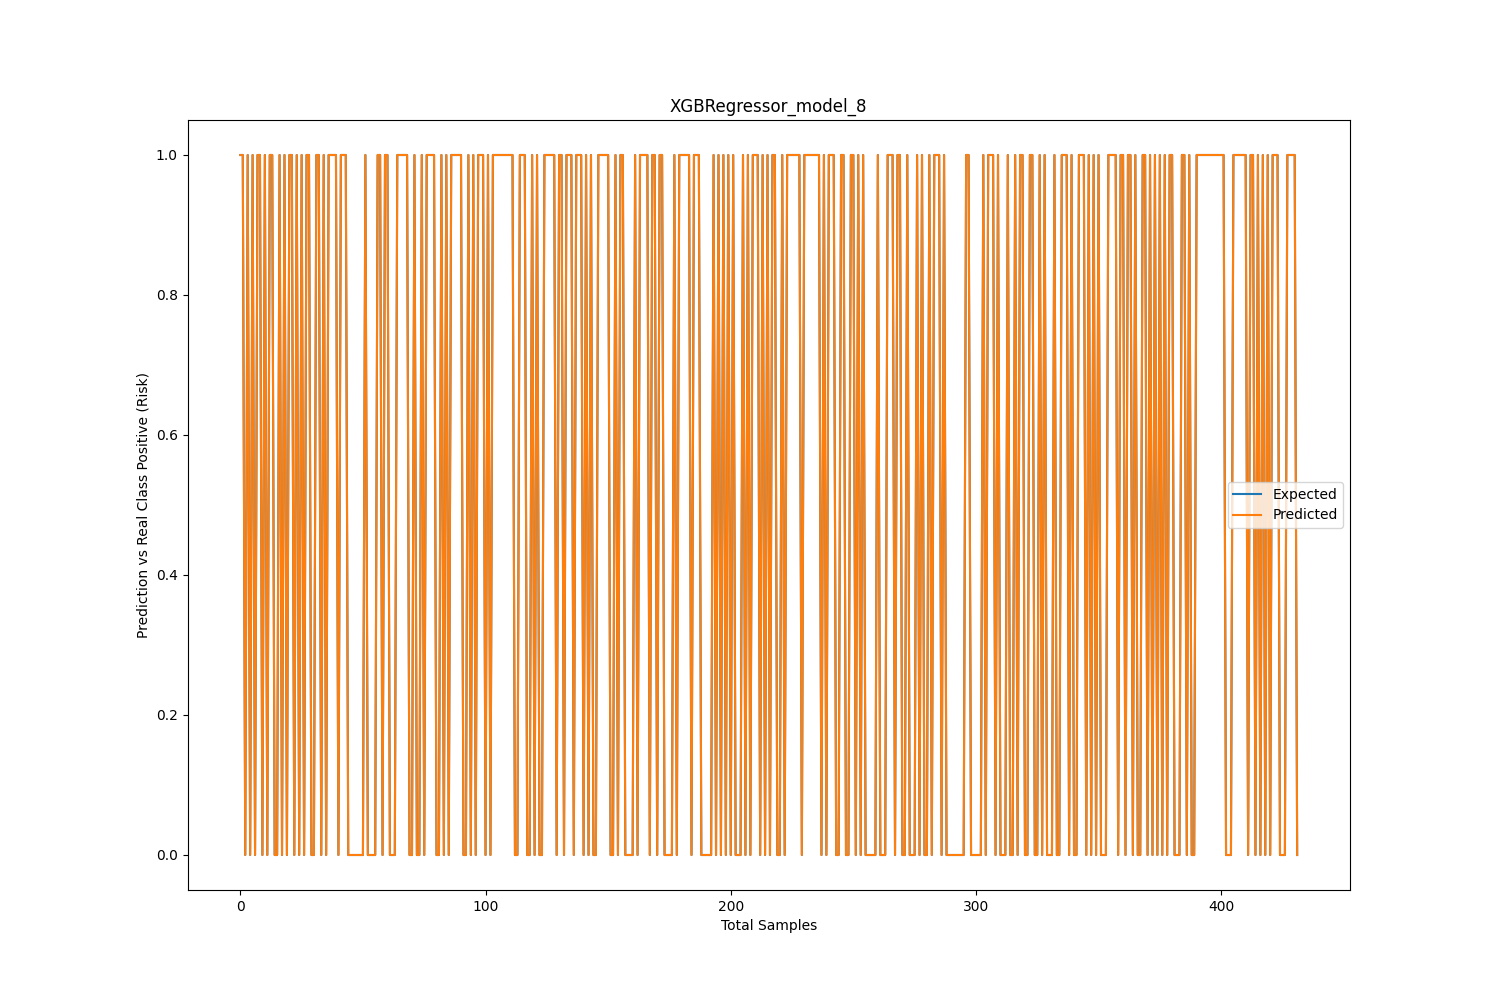 XGBRegressor_model_8
Prediction vs Real Class Positive (Risk)
1.0
0.8
0.6
0.4
0.2
0.0
Expected
Predicted
0 100 200 300 400
Total Samples